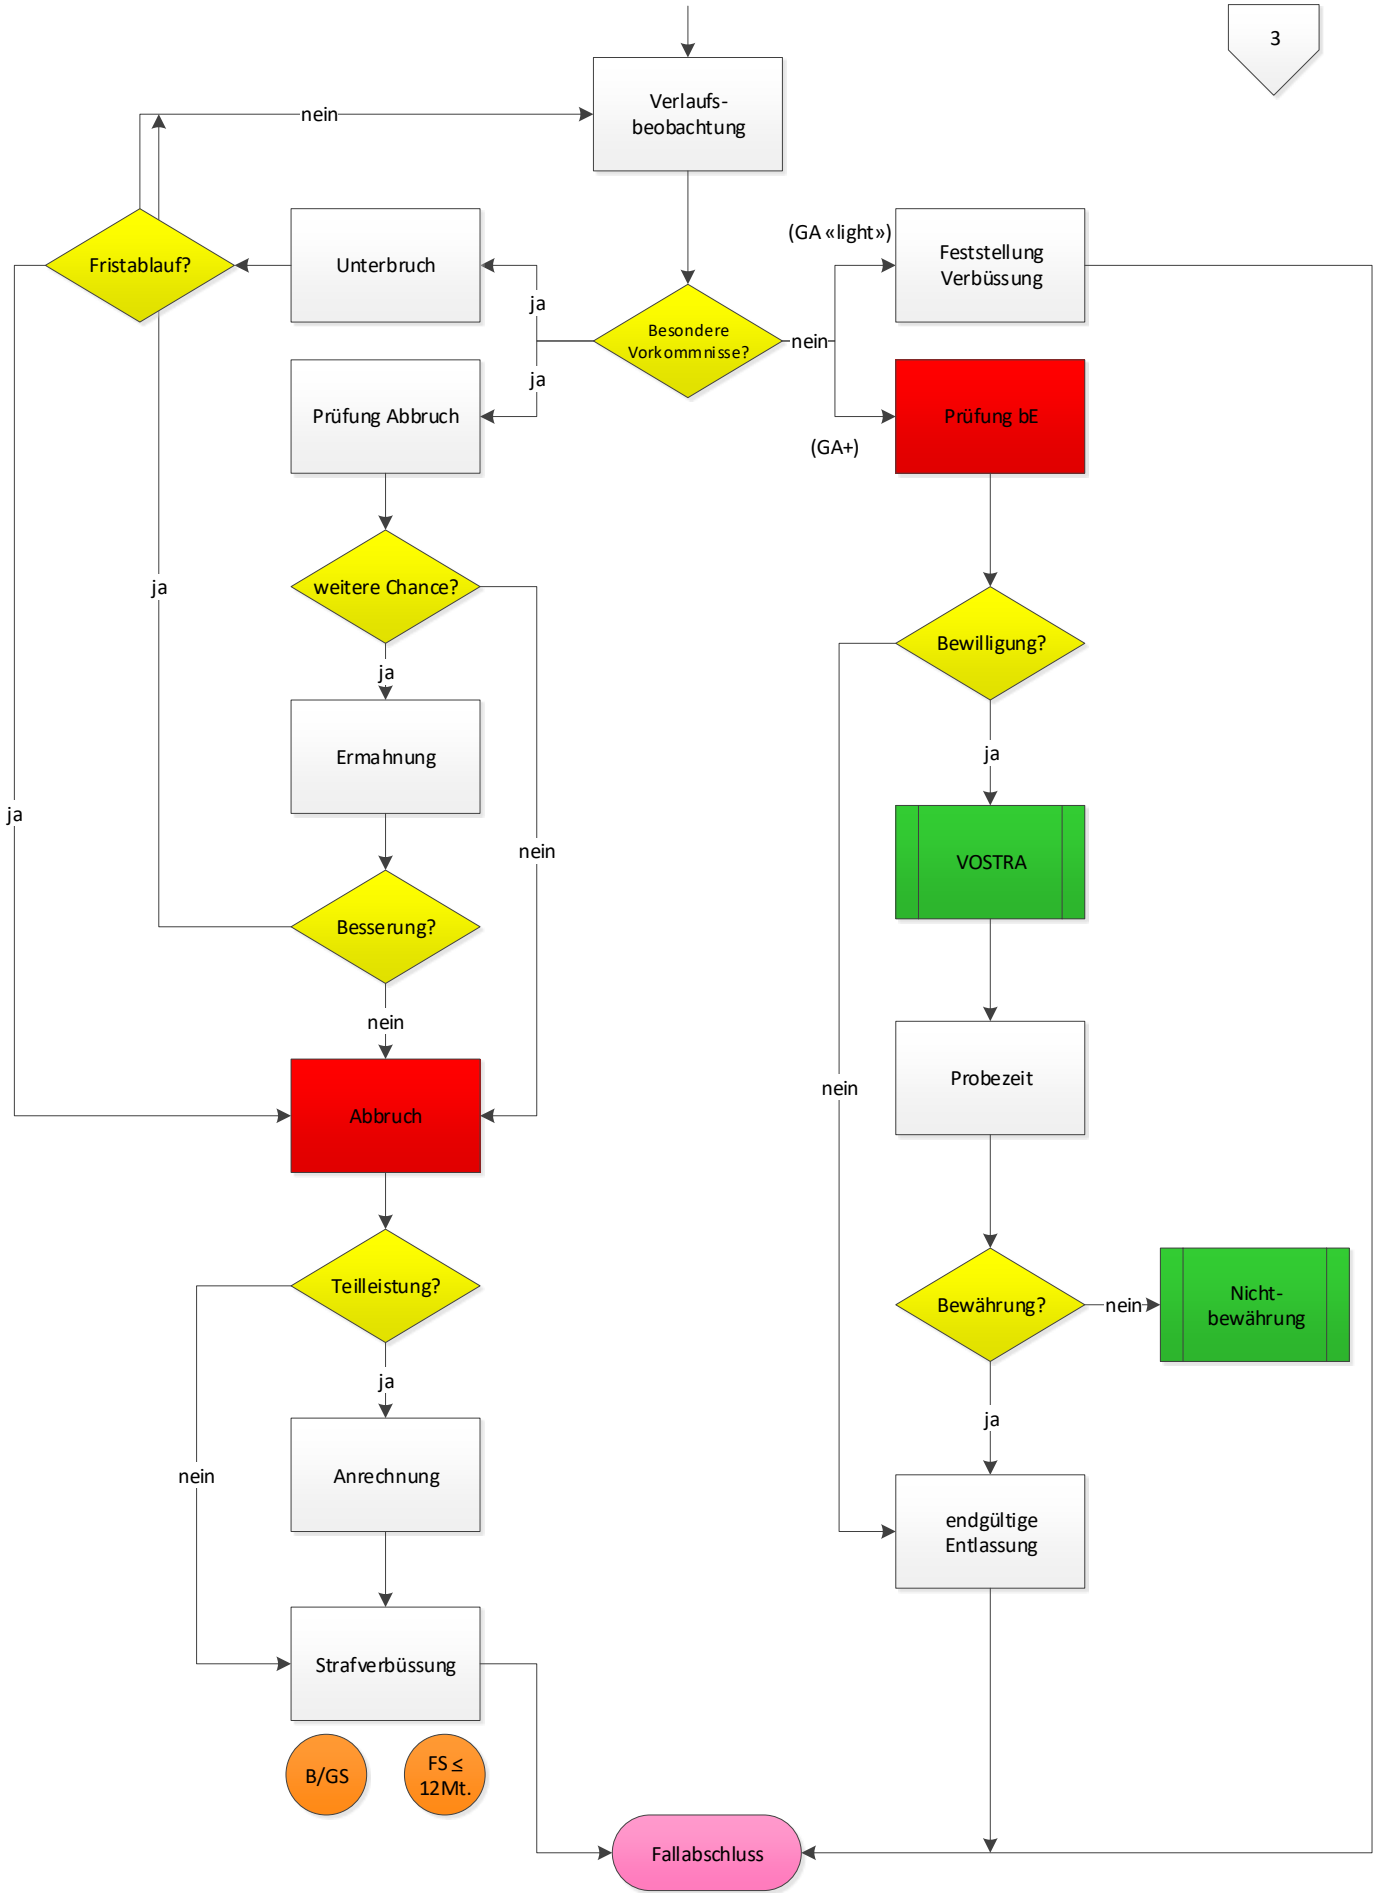 3
Verlaufs-
beobachtung
nein
Fristablauf?
Unterbruch
ja
ja
Besondere
Vorkommnisse?
nein
(GA «light»)
Feststellung
Verbüssung
Prüfung Abbruch
Prüfung bE
(GA+)
weitere Chance?
ja
ja
nein
Ermahnung
ja
Besserung?
nein
Abbruch
Bewilligung?
ja
nein
VOSTRA
Probezeit
Teilleistung?
ja
nein
Bewährung?
nein
Nicht-
bewährung
ja
Anrechnung
endgültige
Entlassung
Strafverbüssung
B/GS
FS ≤
12Mt.
Fallabschluss